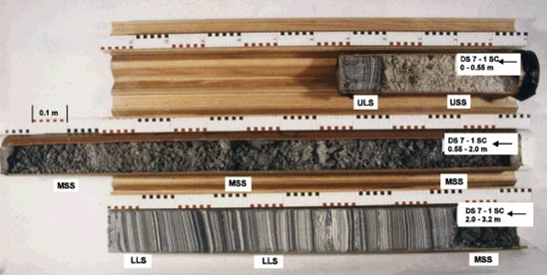 DS 7 - 1 SC
0 - 0.55 m
ULS
USS
0.1 m
DS 7 - 1 SC
0.55 - 2.0 m
MSS
MSS
MSS
DS 7 - 1 SC
2.0 - 3.2 m
LLS
LLS
MSS